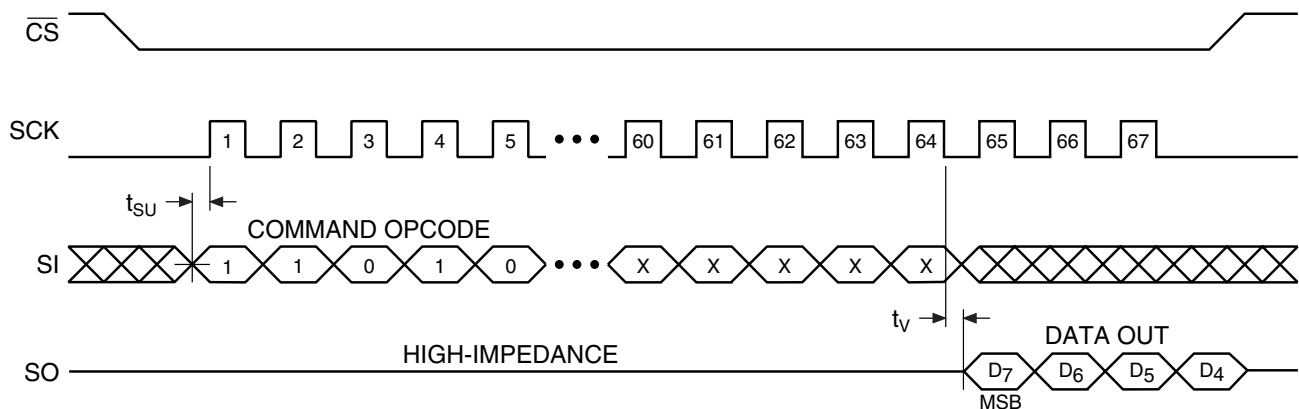 CS
SCK 1 2 3 4 5 ••• 60 61 62 63 64 65 66 67
tSU
COMMAND OPCODE
SI 1 1 0 1 0 ••• X X X X X
tV
HIGH-IMPEDANCE
DATA OUT
SO D7 D6 D5 D4
MSB